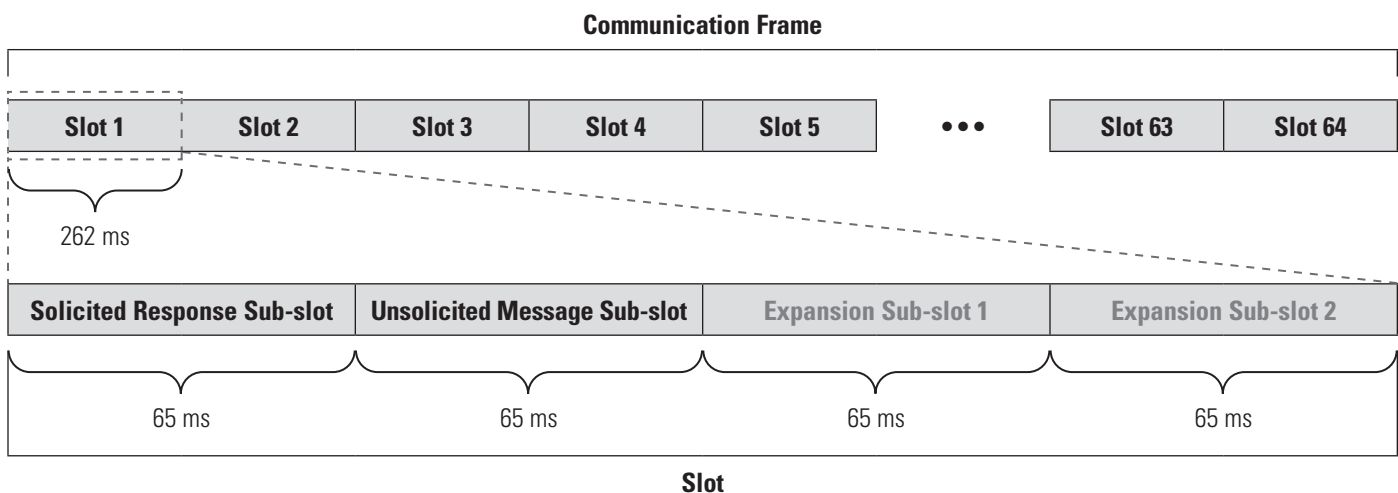 Communication Frame
Slot 1 Slot 2 Slot 3 Slot 4 Slot 5 ••• Slot 63 Slot 64
262 ms
Solicited Response Sub-slot Unsolicited Message Sub-slot Expansion Sub-slot 1 Expansion Sub-slot 2
65 ms 65 ms 65 ms 65 ms
Slot